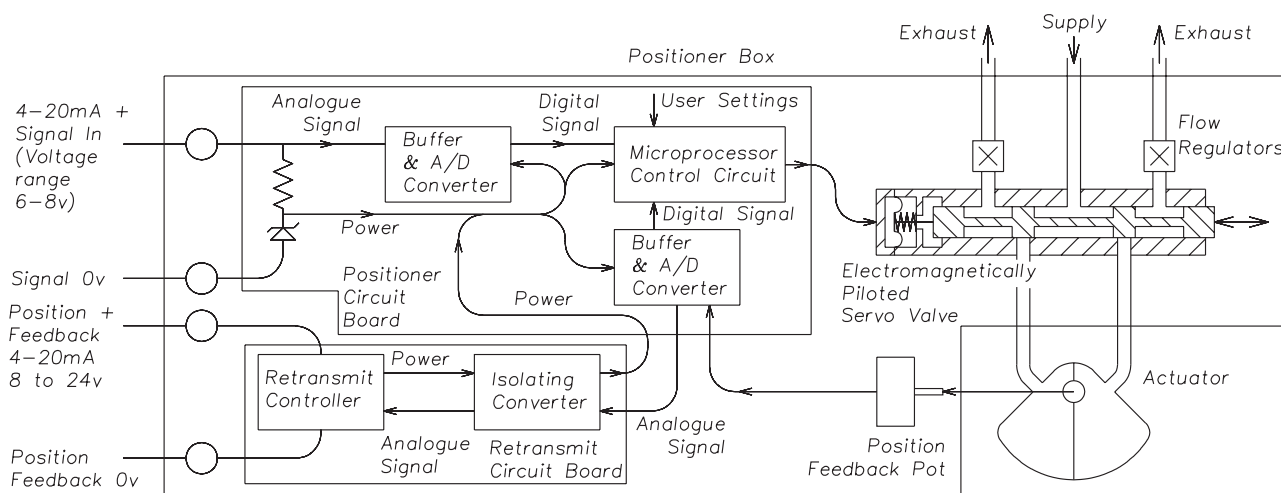 Exhaust
Supply
Exhaust
Positioner Box
4-20mA +
Signal In
(Voltage
range
6-8v)
Analogue
Signal
Digital
Signal
User Settings
Buffer
& A/D
Converter
Microprocessor
Control Circuit
Flow
Regulators
Power
Digital Signal
Signal 0v
Buffer
& A/D
Converter
Electromagnetically
Piloted
Servo Valve
Positioner
Circuit
Board
Position +
Feedback
4-20mA
8 to 24v
Power
Retransmit
Controller
Power
Isolating
Converter
Actuator
Analogue
Signal
Analogue
Signal
Retransmit
Circuit Board
Position
Feedback Pot
Position
Feedback 0v